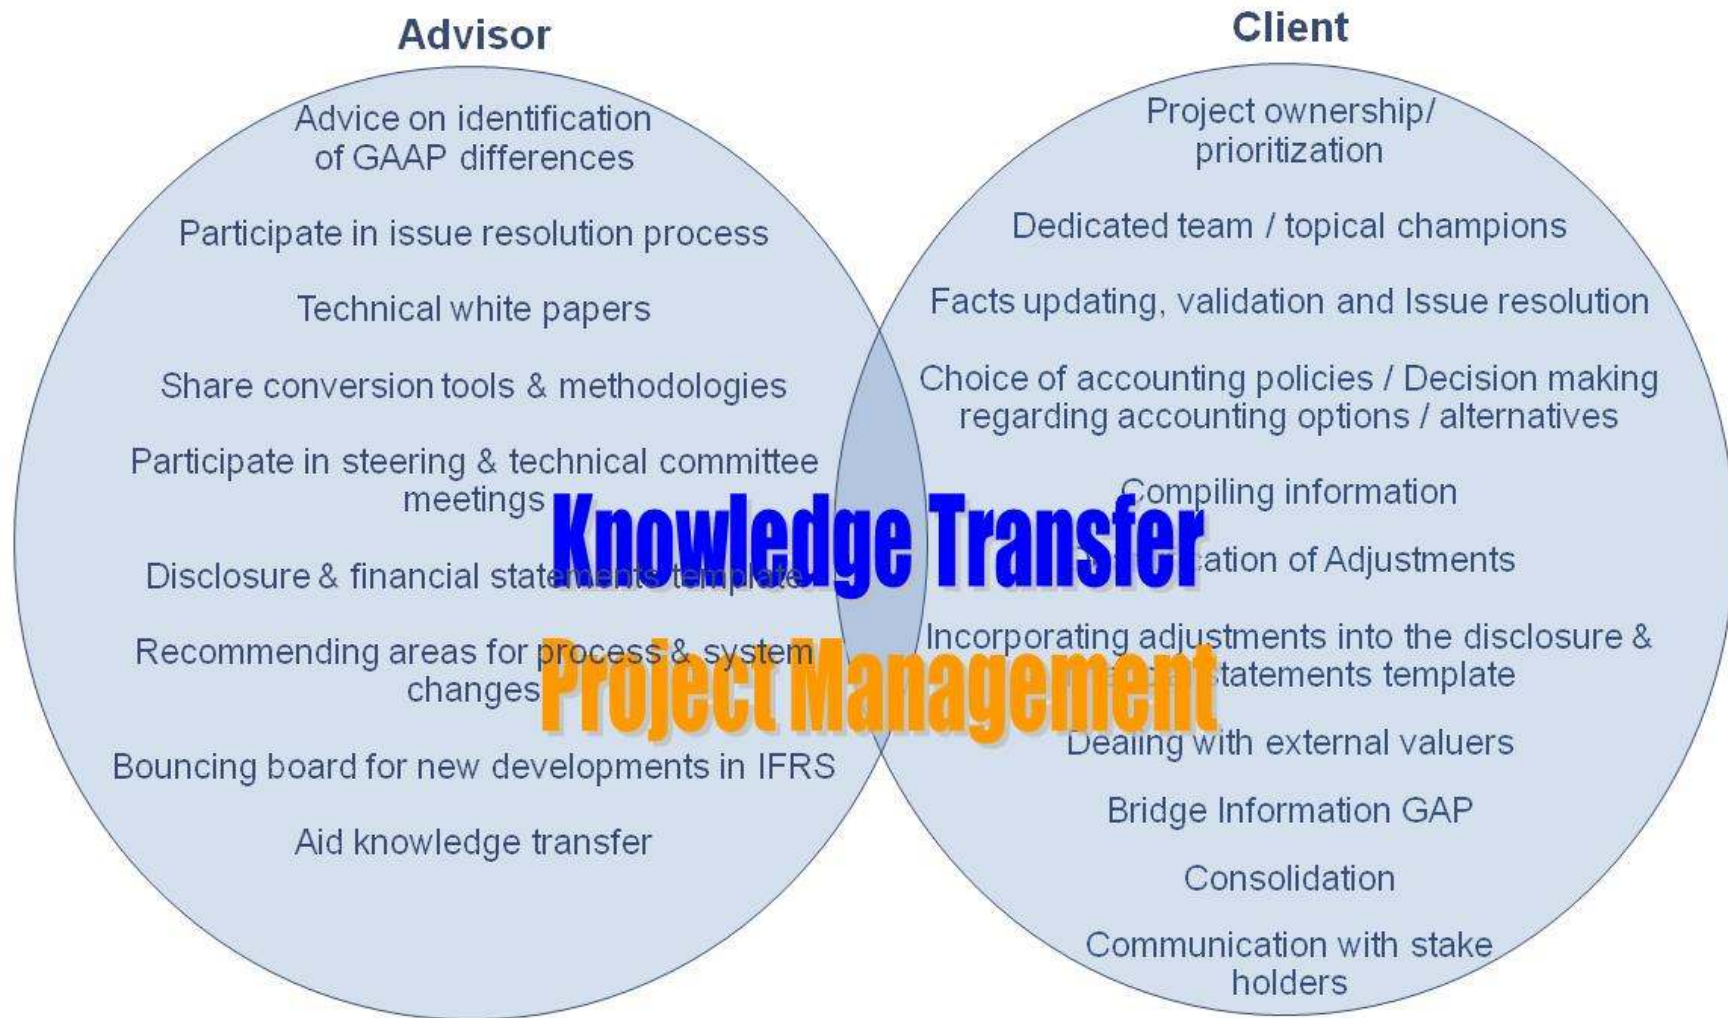 Advisor
Advice on identification
of GAAP differences
Participate in issue resolution process
Technical white papers
Share conversion tools & methodologies
Participate in steering & technical committee
meetings
Disclosure & financial statements template
Recommending areas for process & system
changes
Bouncing board for new developments in IFRS
Aid knowledge transfer
Knowledge Transfer
Project Management
Client
Project ownership/
prioritization
Dedicated team / topical champions
Facts updating, validation and Issue resolution
Choice of accounting policies / Decision making
regarding accounting options / alternatives
Compiling information
of Adjustments
Incorporating adjustments into the disclosure &
statements template
Dealing with external valuers
Bridge Information GAP
Consolidation
Communication with stake
holders